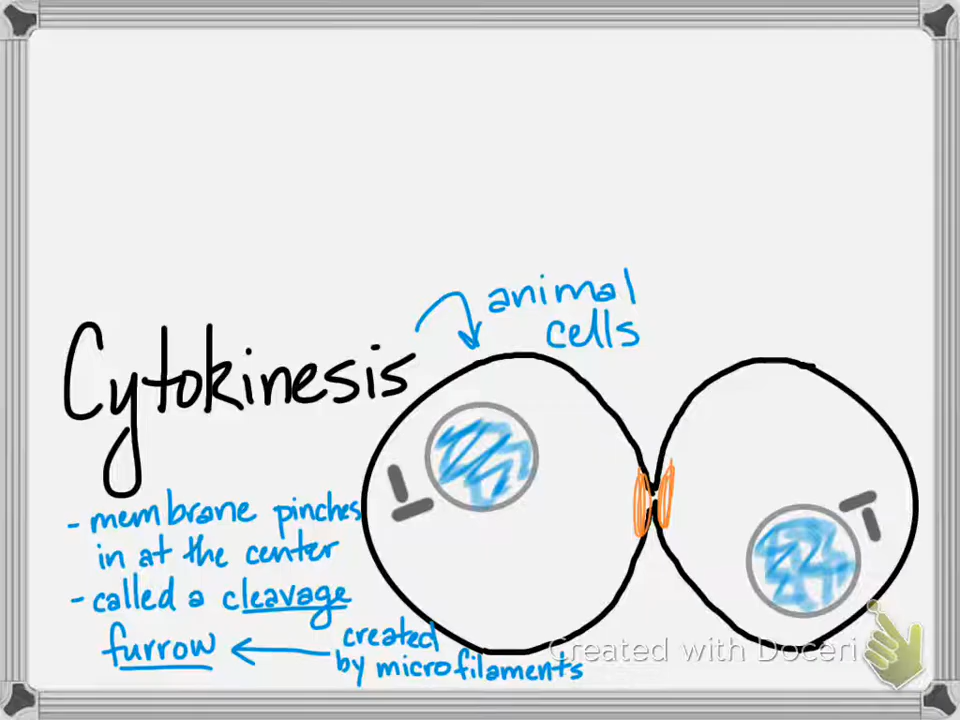 animal
cells
Cytokinesis
- membrane pinches
in at the center
- called a cleavage
furrow
created
by microfilaments
Created with Doceri